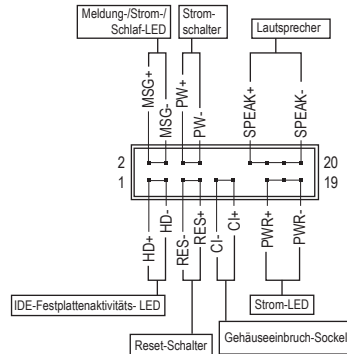 Meldung-/Strom-/
Schlaf-LED
Strom-
schalter
Lautsprecher
MSG+
MSG-
PW+
PW-
SPEAK+
SPEAK-
2
20
1
19
HD+
HD-
RES-
RES+
CI-
CI+
PWR+
PWR-
IDE-Festplattenaktivitäts- LED
Strom-LED
Reset-Schalter
Gehäuseeinbruch-Sockel